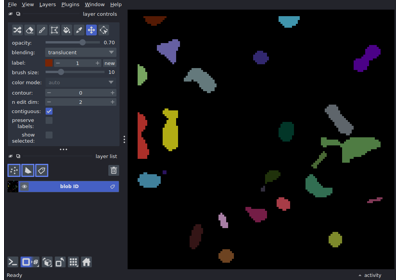 File View Layers Plugins Window Help
layer controls
opacity: 0.70
blending: translucent
label: 1 new
brush size: 10
color mode: auto
contour: 0
n edit dim: 2
contiguous:
preserve
labels:
show
selected:
layer list
blob ID
activity